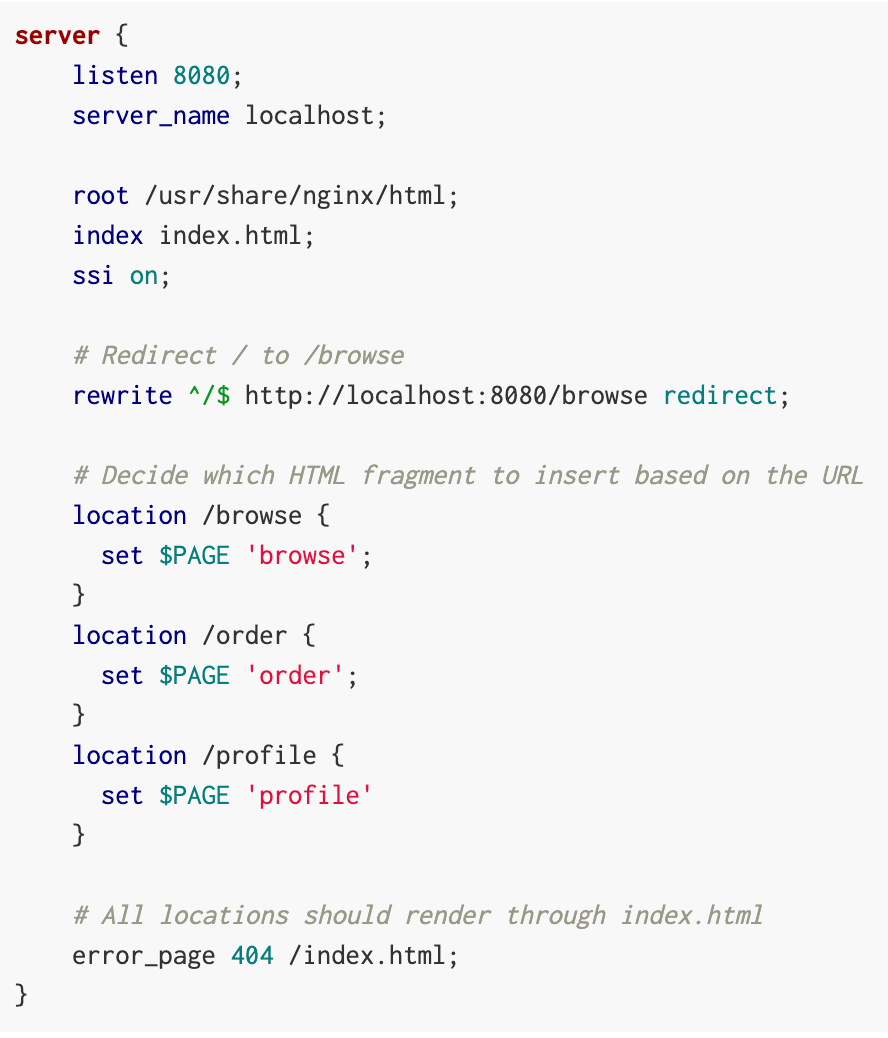 server {
    listen 8080;
    server_name localhost;

    root /usr/share/nginx/html;
    index index.html;
    ssi on;

    # Redirect / to /browse
    rewrite ^/$ http://localhost:8080/browse redirect;

    # Decide which HTML fragment to insert based on the URL
    location /browse {
      set $PAGE 'browse';
    }
    location /order {
      set $PAGE 'order';
    }
    location /profile {
      set $PAGE 'profile'
    }

    # All locations should render through index.html
    error_page 404 /index.html;
}